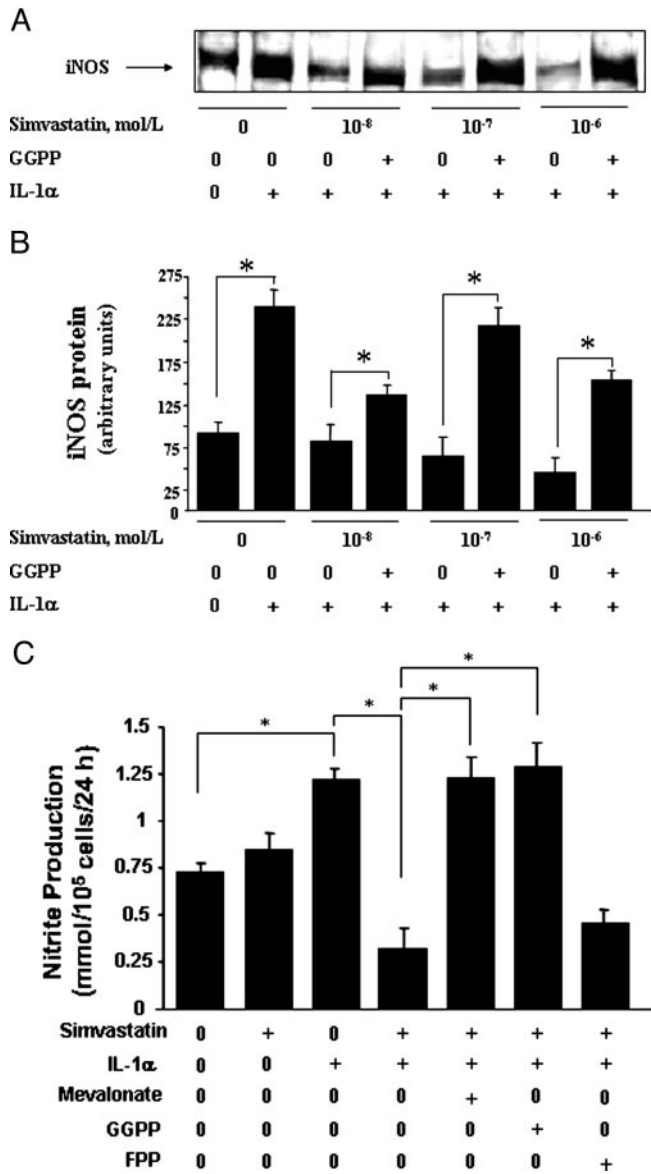 A
iNOS
Simvastatin, mol/L 0 10-8 10-7 10-6
GGPP 0 0 0 + 0 + 0 +
IL-1α 0 + + + + + + +
B
iNOS protein
(arbitrary units)
275
225
175
125
75
25
0
* * * *
Simvastatin, mol/L 0 10-8 10-7 10-6
GGPP 0 0 0 + 0 + 0 +
IL-1α 0 + + + + + + +
C
* * * *
Nitrite Production
(mmol/10⁵ cells/24 h)
1.5
1.25
0.75
0.5
0.25
0
Simvastatin 0 + 0 + + + +
IL-1α 0 0 + + + + +
Mevalonate 0 0 0 0 + 0 0
GGPP 0 0 0 0 0 + 0
FPP 0 0 0 0 0 0 +